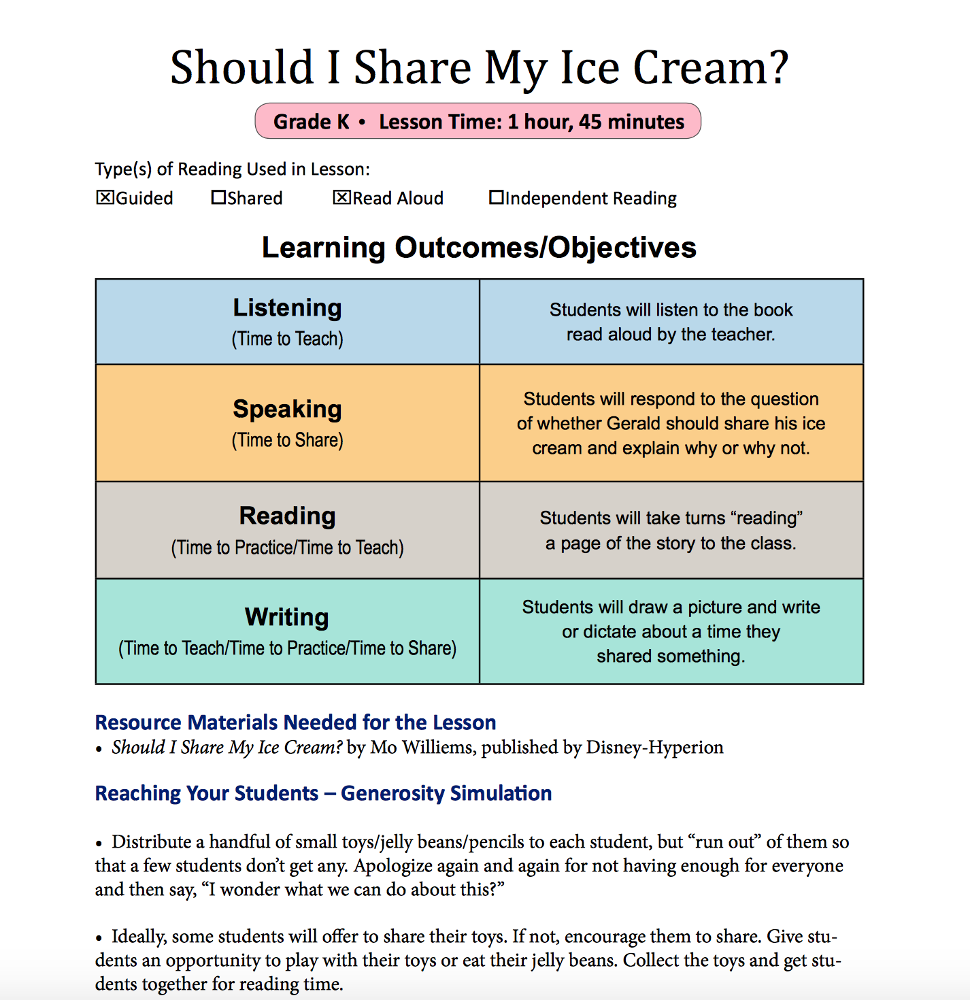 Should I Share My Ice Cream?
Grade K • Lesson Time: 1 hour, 45 minutes
Type(s) of Reading Used in Lesson:
☒Guided ☐Shared ☒Read Aloud ☐Independent Reading
Learning Outcomes/Objectives
Listening
(Time to Teach)
Students will listen to the book
read aloud by the teacher.
Speaking
(Time to Share)
Students will respond to the question
of whether Gerald should share his ice
cream and explain why or why not.
Reading
(Time to Practice/Time to Teach)
Students will take turns “reading”
a page of the story to the class.
Writing
(Time to Teach/Time to Practice/Time to Share)
Students will draw a picture and write
or dictate about a time they
shared something.
Resource Materials Needed for the Lesson
• Should I Share My Ice Cream? by Mo Williems, published by Disney-Hyperion
Reaching Your Students – Generosity Simulation
• Distribute a handful of small toys/jelly beans/pencils to each student, but “run out” of them so
that a few students don’t get any. Apologize again and again for not having enough for everyone
and then say, “I wonder what we can do about this?”
• Ideally, some students will offer to share their toys. If not, encourage them to share. Give stu-
dents an opportunity to play with their toys or eat their jelly beans. Collect the toys and get stu-
dents together for reading time.